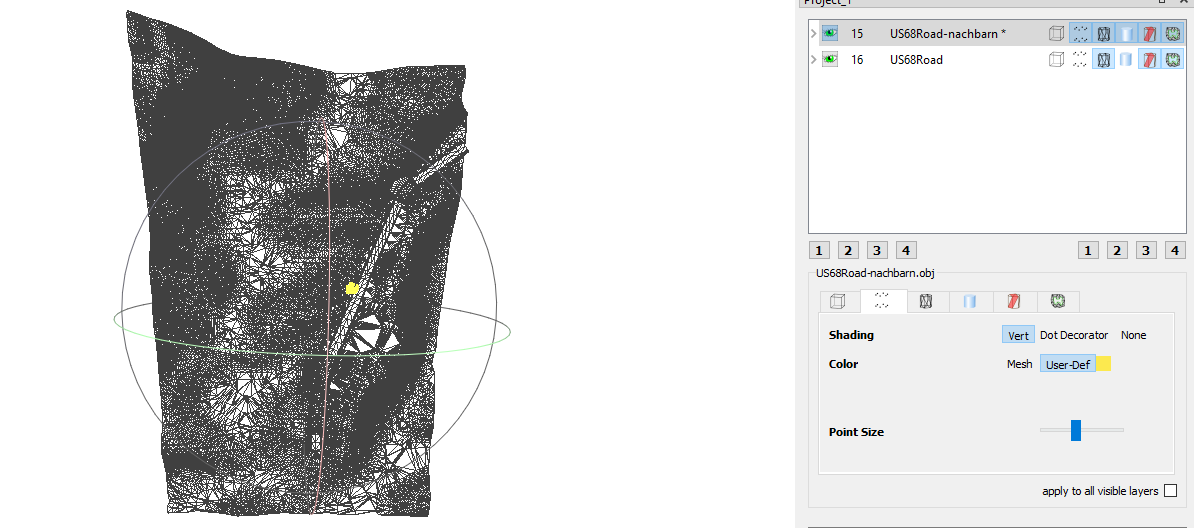 Project_1
15 US68Road-nachbarn *
16 US68Road
1 2 3 4 1 2 3 4
US68Road-nachbarn.obj
Shading Vert Dot Decorator None
Color Mesh User-Def
Point Size
apply to all visible layers